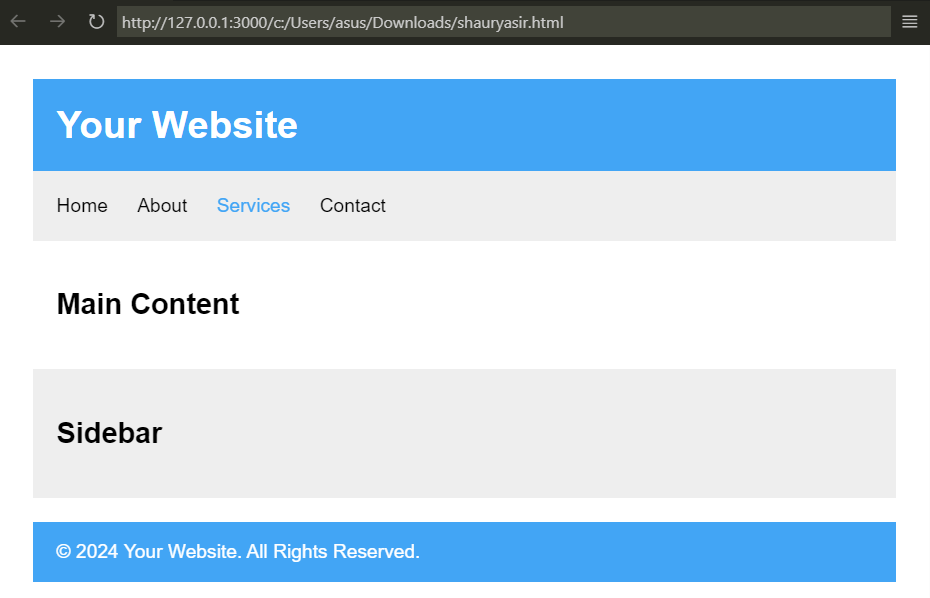 http://127.0.0.1:3000/c:/Users/asus/Downloads/shauryasir.html
Your Website
Home About Services Contact
Main Content
Sidebar
© 2024 Your Website. All Rights Reserved.